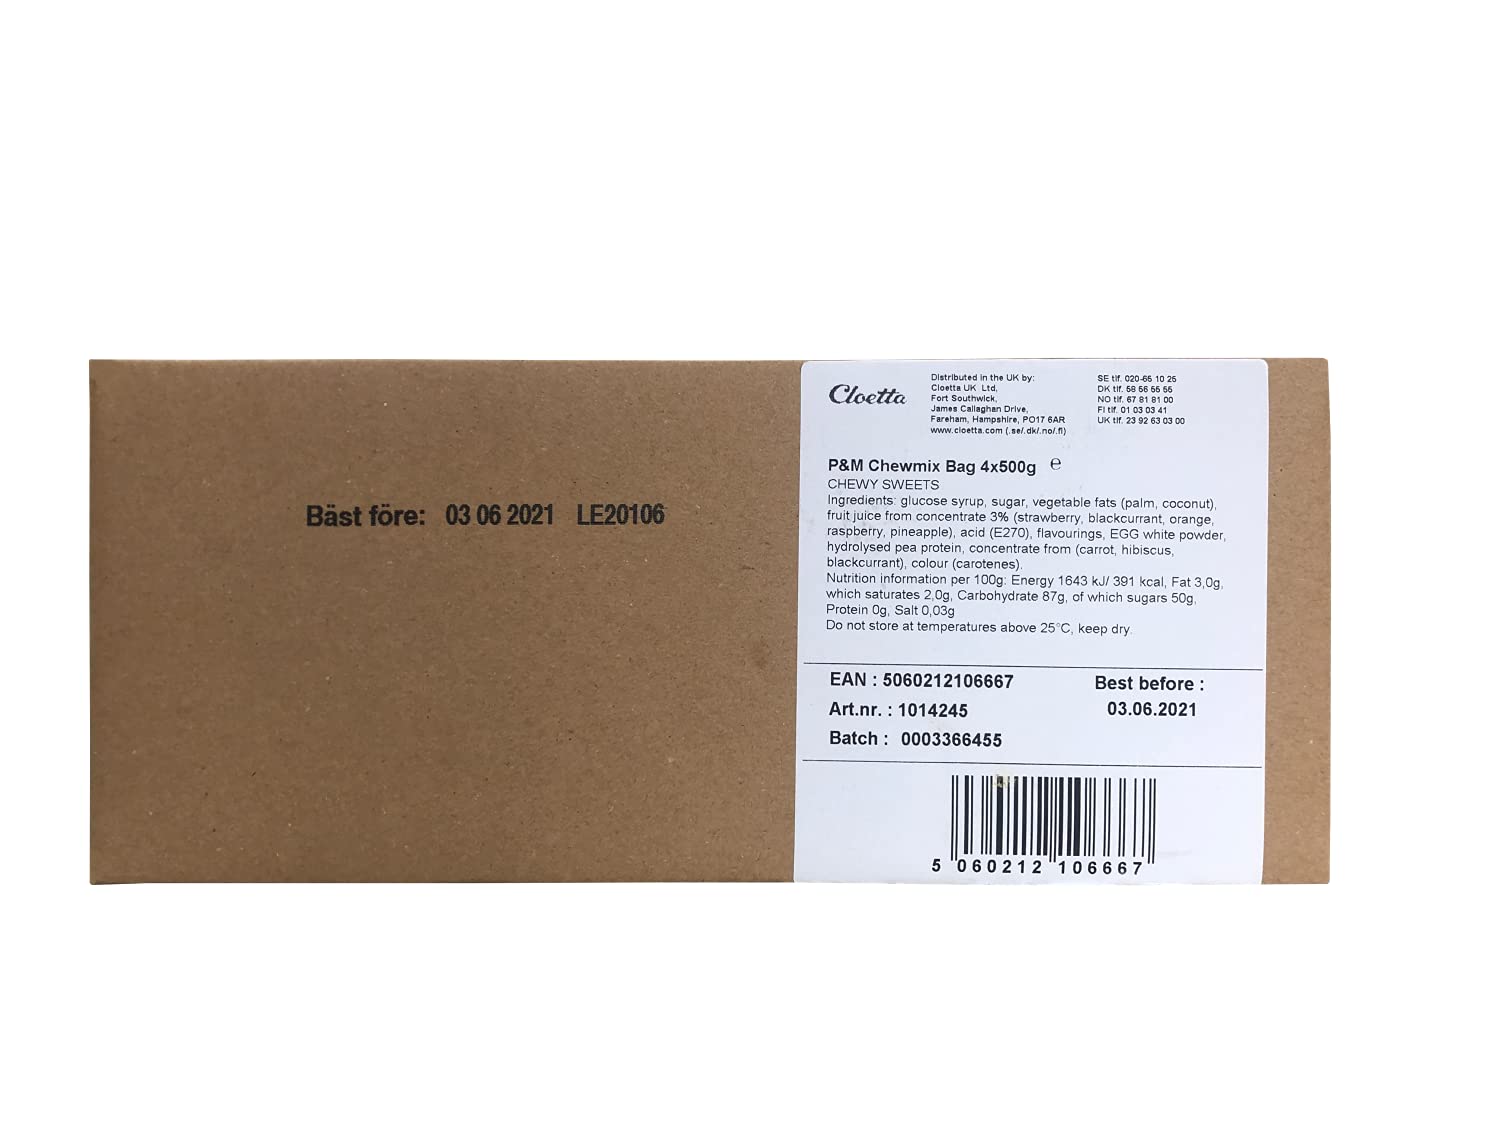 Bäst före: 03 06 2021 LE20106
Cloetta
Distributed in the UK by:
Cloetta UK Ltd,
Fort Southwick,
James Callaghan Drive,
Fareham, Hampshire, PO17 6AR
www.cloetta.com (.se/.dk/.no/.fi)
SE tlf. 020-65 10 25
DK tlf. 58 56 56 55
NO tlf. 67 81 81 00
FI tlf. 01 03 03 41
UK tlf. 23 92 63 03 00
P&M Chewmix Bag 4x500g ℮
CHEWY SWEETS
Ingredients: glucose syrup, sugar, vegetable fats (palm, coconut),
fruit juice from concentrate 3% (strawberry, blackcurrant, orange,
raspberry, pineapple), acid (E270), flavourings, EGG white powder,
hydrolysed pea protein, concentrate from (carrot, hibiscus,
blackcurrant), colour (carotenes).
Nutrition information per 100g: Energy 1643 kJ/ 391 kcal, Fat 3,0g,
which saturates 2,0g, Carbohydrate 87g, of which sugars 50g,
Protein 0g, Salt 0,03g
Do not store at temperatures above 25°C, keep dry.
EAN : 5060212106667
Art.nr. : 1014245
Batch : 0003366455
Best before :
03.06.2021
5 060212 106667